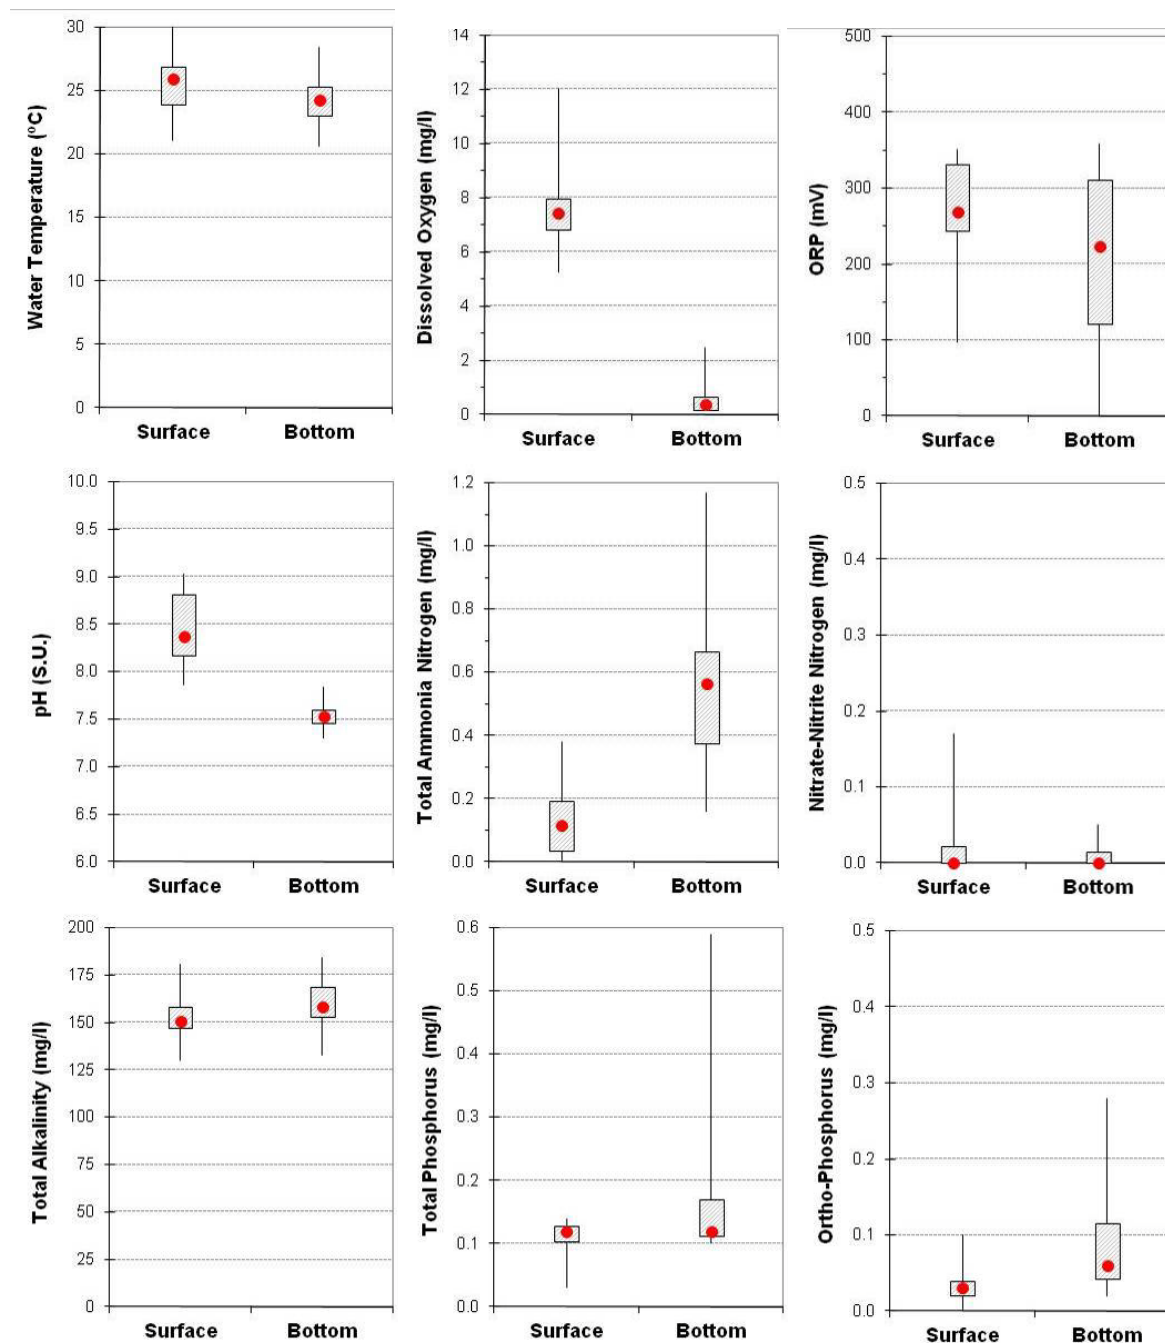 Water Temperature (ºC)
30
25
20
15
10
5
0
Surface
Bottom
Dissolved Oxygen (mg/l)
14
12
10
8
6
4
2
0
Surface
Bottom
ORP (mV)
500
400
300
200
100
0
Surface
Bottom
pH (S.U.)
10.0
9.5
9.0
8.5
8.0
7.5
7.0
6.5
6.0
Surface
Bottom
Total Ammonia Nitrogen (mg/l)
1.2
1.0
0.8
0.6
0.4
0.2
0.0
Surface
Bottom
Nitrate-Nitrite Nitrogen (mg/l)
0.5
0.4
0.3
0.2
0.1
0.0
Surface
Bottom
Total Alkalinity (mg/l)
200
175
150
125
100
75
50
25
0
Surface
Bottom
Total Phosphorus (mg/l)
0.6
0.5
0.4
0.3
0.2
0.1
0.0
Surface
Bottom
Ortho-Phosphorus (mg/l)
0.5
0.4
0.3
0.2
0.1
0.0
Surface
Bottom